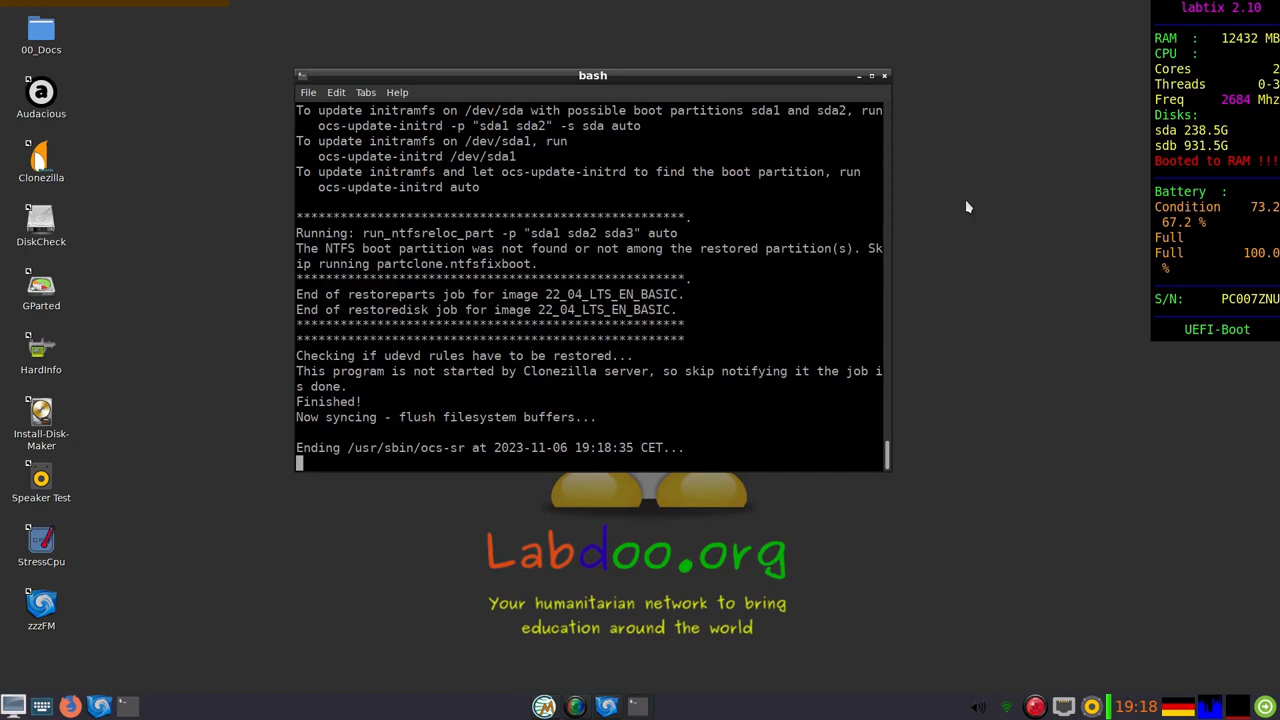 00_Docs
Audacious
Clonezilla
DiskCheck
GParted
HardInfo
Install-Disk-
Maker
Speaker Test
StressCpu
zzzFM
bash
File Edit Tabs Help
To update initramfs on /dev/sda with possible boot partitions sda1 and sda2, run
ocs-update-initrd -p "sda1 sda2" -s sda auto
To update initramfs on /dev/sda1, run
ocs-update-initrd /dev/sda1
To update initramfs and let ocs-update-initrd to find the boot partition, run
ocs-update-initrd auto
*****************************************************.
Running: run_ntfsreloc_part -p "sda1 sda2 sda3" auto
The NTFS boot partition was not found or not among the restored partition(s). Sk
ip running partclone.ntfsfixboot.
*****************************************************.
End of restoreparts job for image 22_04_LTS_EN_BASIC.
End of restoredisk job for image 22_04_LTS_EN_BASIC.
*****************************************************
*****************************************************
Checking if udevd rules have to be restored...
This program is not started by Clonezilla server, so skip notifying it the job i
s done.
Finished!
Now syncing - flush filesystem buffers...
Ending /usr/sbin/ocs-sr at 2023-11-06 19:18:35 CET...
Labdoo.org
Your humanitarian network to bring
education around the world
labtix 2.10
RAM : 12432 MB
CPU :
Cores 2
Threads 0-3
Freq 2684 Mhz
Disks:
sda 238.5G
sdb 931.5G
Booted to RAM !!!
Battery :
Condition 73.2
67.2 %
Full
Full 100.0
%
S/N: PC007ZNU
UEFI-Boot
19:18